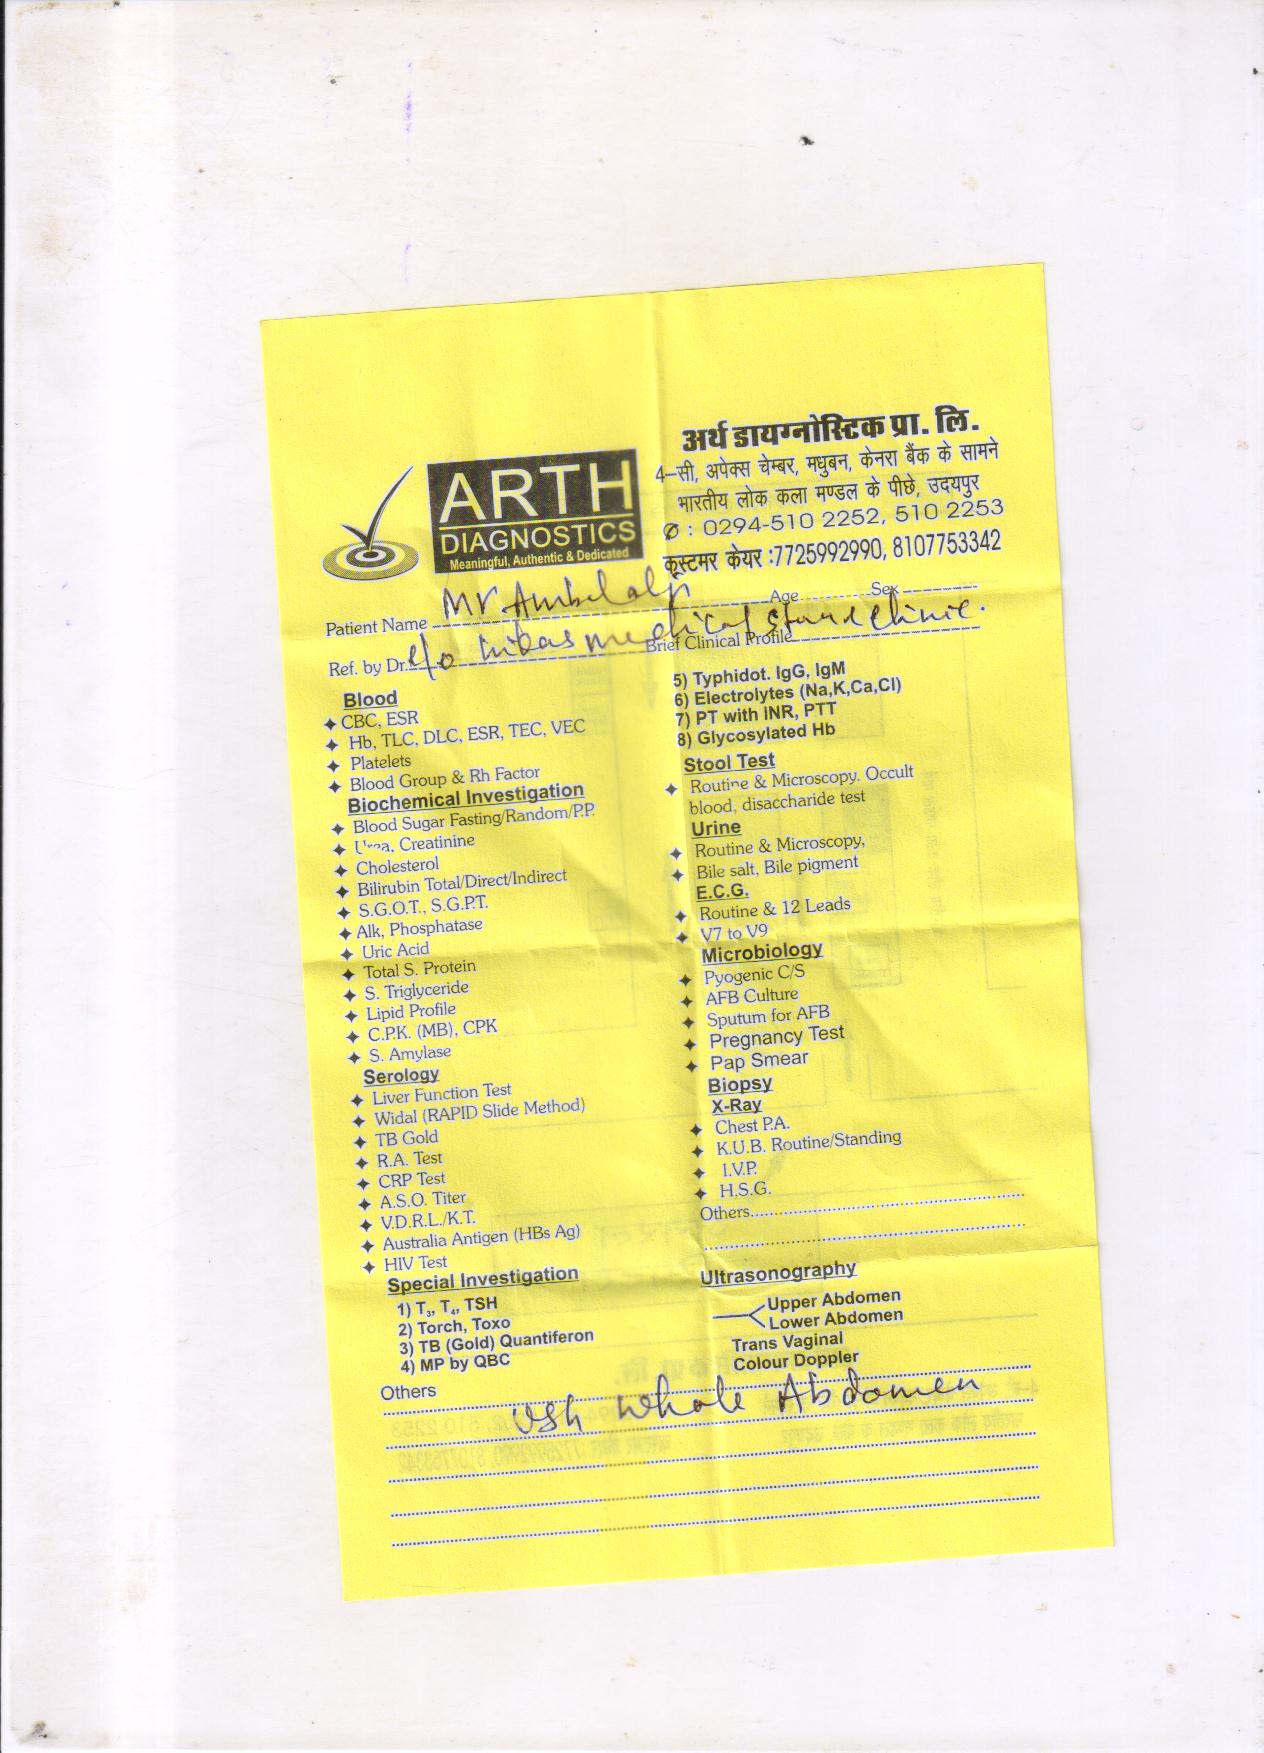 अर्थ डायग्नोस्टिक प्रा. लि.
4-सी, अपेक्स चेम्बर, मधुबन, केनरा बैंक के सामने
भारतीय लोक कला मण्डल के पीछे, उदयपुर
✆ : 0294-510 2252, 510 2253
कूस्टमर केयर :7725992990, 8107753342
ARTH
DIAGNOSTICS
Meaningful, Authentic & Dedicated
Patient Name Mr Age Sex
Ref. by Dr. c/o medical store clinic. Brief Clinical Profile
Blood
CBC, ESR
Hb, TLC, DLC, ESR, TEC, VEC
Platelets
Blood Group & Rh Factor
Biochemical Investigation
Blood Sugar Fasting/Random/P.P.
Urea, Creatinine
Cholesterol
Bilirubin Total/Direct/Indirect
S.G.O.T., S.G.P.T.
Alk, Phosphatase
Uric Acid
Total S. Protein
S. Triglyceride
Lipid Profile
C.P.K. (MB), CPK
S. Amylase
Serology
Liver Function Test
Widal (RAPID Slide Method)
TB Gold
R.A. Test
CRP Test
A.S.O. Titer
V.D.R.L./K.T.
Australia Antigen (HBs Ag)
HIV Test
Special Investigation
1) T₃, T₄, TSH
2) Torch, Toxo
3) TB (Gold) Quantiferon
4) MP by QBC
5) Typhidot. IgG, IgM
6) Electrolytes (Na,K,Ca,Cl)
7) PT with INR, PTT
8) Glycosylated Hb
Stool Test
Routine & Microscopy. Occult
blood, disaccharide test
Urine
Routine & Microscopy,
Bile salt, Bile pigment
E.C.G.
Routine & 12 Leads
V7 to V9
Microbiology
Pyogenic C/S
AFB Culture
Sputum for AFB
Pregnancy Test
Pap Smear
Biopsy
X-Ray
Chest P.A.
K.U.B. Routine/Standing
I.V.P.
H.S.G.
Others
Ultrasonography
Upper Abdomen
Lower Abdomen
Trans Vaginal
Colour Doppler
Others
whole Abdomen